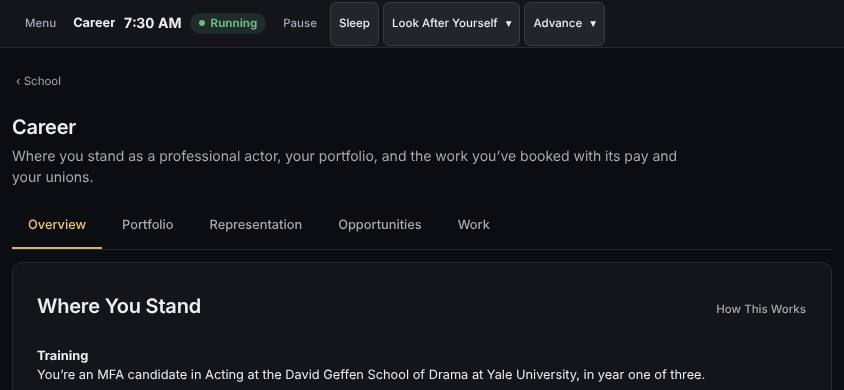 Menu Career 7:30 AM Running Pause Sleep Look After Yourself ▾ Advance ▾
‹ School
Career
Where you stand as a professional actor, your portfolio, and the work you’ve booked with its pay and
your unions.
Overview Portfolio Representation Opportunities Work
Where You Stand How This Works
Training
You’re an MFA candidate in Acting at the David Geffen School of Drama at Yale University, in year one of three.